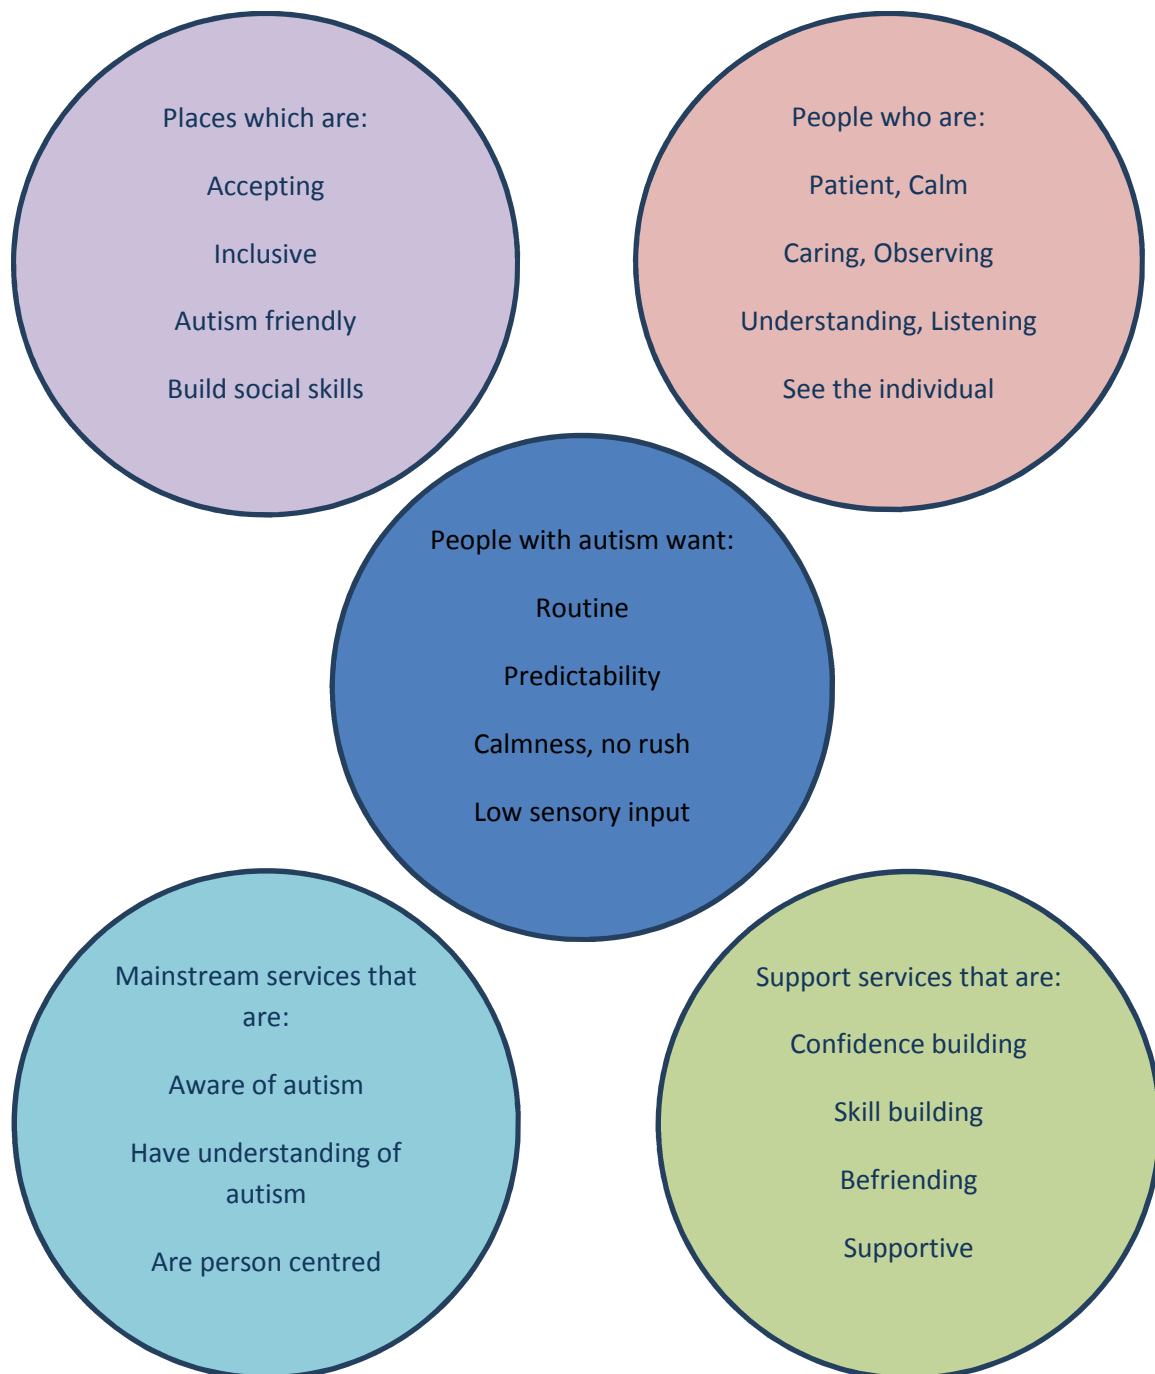 Places which are:
Accepting
Inclusive
Autism friendly
Build social skills
People who are:
Patient, Calm
Caring, Observing
Understanding, Listening
See the individual
People with autism want:
Routine
Predictability
Calmness, no rush
Low sensory input
Mainstream services that
are:
Aware of autism
Have understanding of
autism
Are person centred
Support services that are:
Confidence building
Skill building
Befriending
Supportive